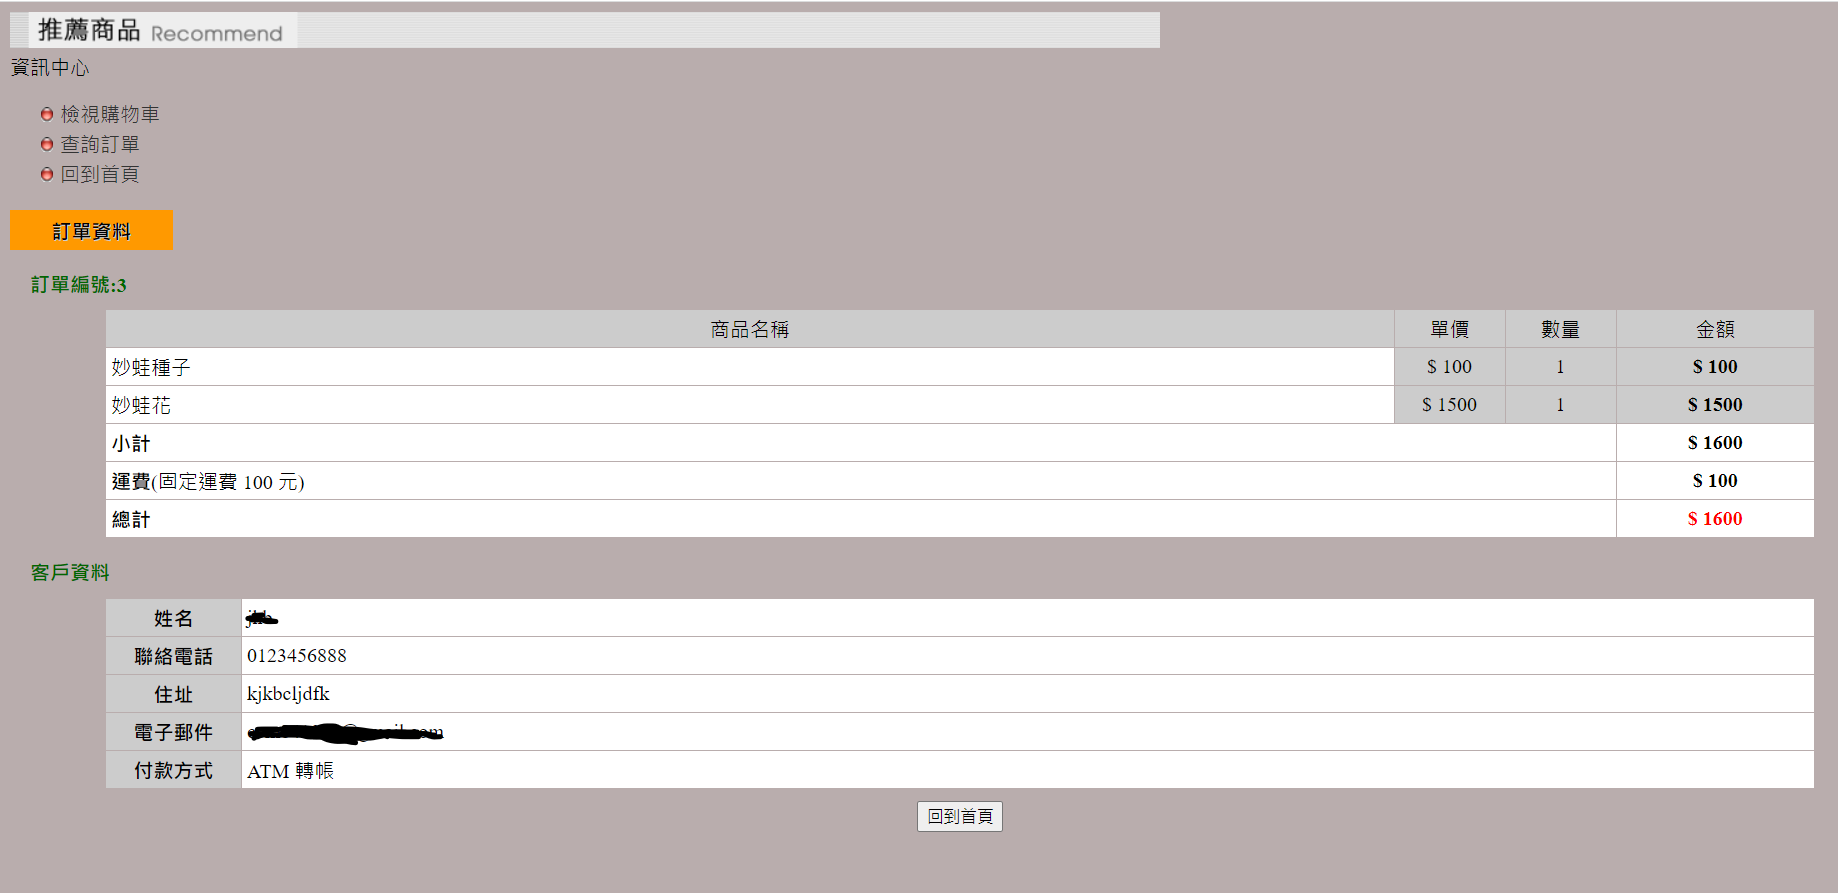 推薦商品 Recommend
資訊中心
檢視購物車
查詢訂單
回到首頁
訂單資料
訂單編號:3
商品名稱 單價 數量 金額
妙蛙種子 $ 100 1 $ 100
妙蛙花 $ 1500 1 $ 1500
小計 $ 1600
運費(固定運費 100 元) $ 100
總計 $ 1600
客戶資料
姓名
聯絡電話 0123456888
住址 kjkbcljdfk
電子郵件
付款方式 ATM 轉帳
回到首頁